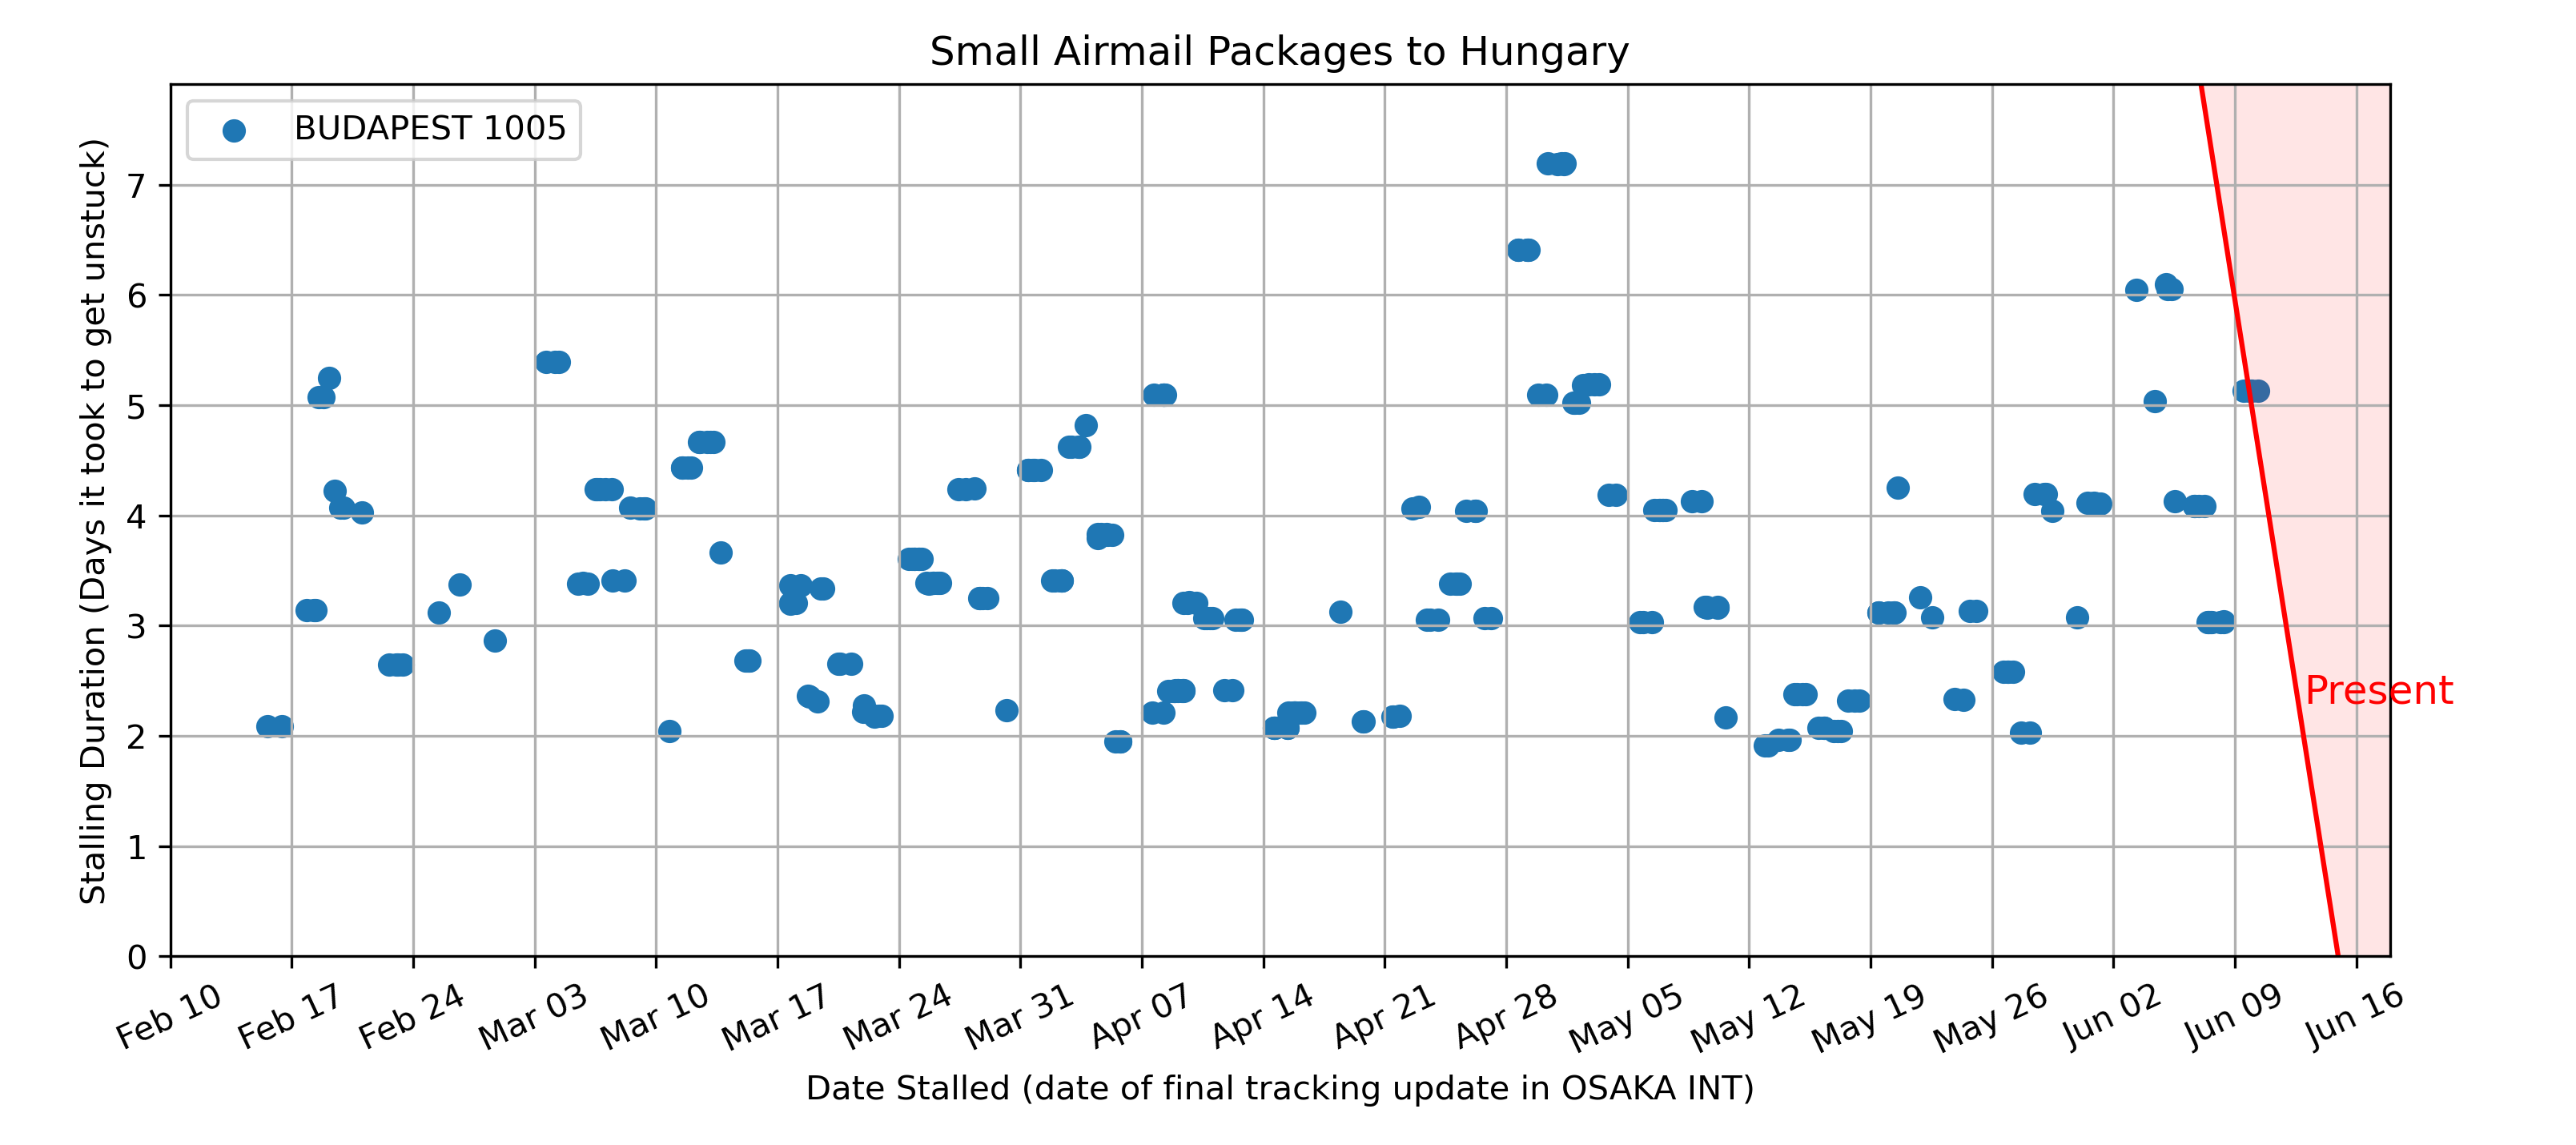 Small Airmail Packages to Hungary
BUDAPEST 1005
Stalling Duration (Days it took to get unstuck)
7
6
5
4
3
2
1
0
Present
Feb 10
Feb 17
Feb 24
Mar 03
Mar 10
Mar 17
Mar 24
Mar 31
Apr 07
Apr 14
Apr 21
Apr 28
May 05
May 12
May 19
May 26
Jun 02
Jun 09
Jun 16
Date Stalled (date of final tracking update in OSAKA INT)